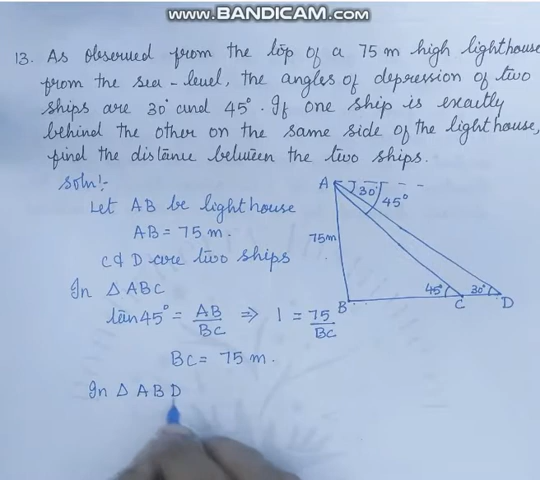 www.BANDICAM.com
13. As observed from the top of a 75 m high lighthouse
from the sea-level, the angles of depression of two
ships are 30° and 45°. If one ship is exactly
behind the other on the same side of the lighthouse,
find the distance between the two ships.
Soln:-
Let AB be lighthouse
AB = 75 m.
C & D are two ships
In △ ABC
tan 45° = AB/BC ⇒ 1 = 75/BC
BC = 75 m.
In △ ABD
A 30°
45°
75m
B 45° C 30° D